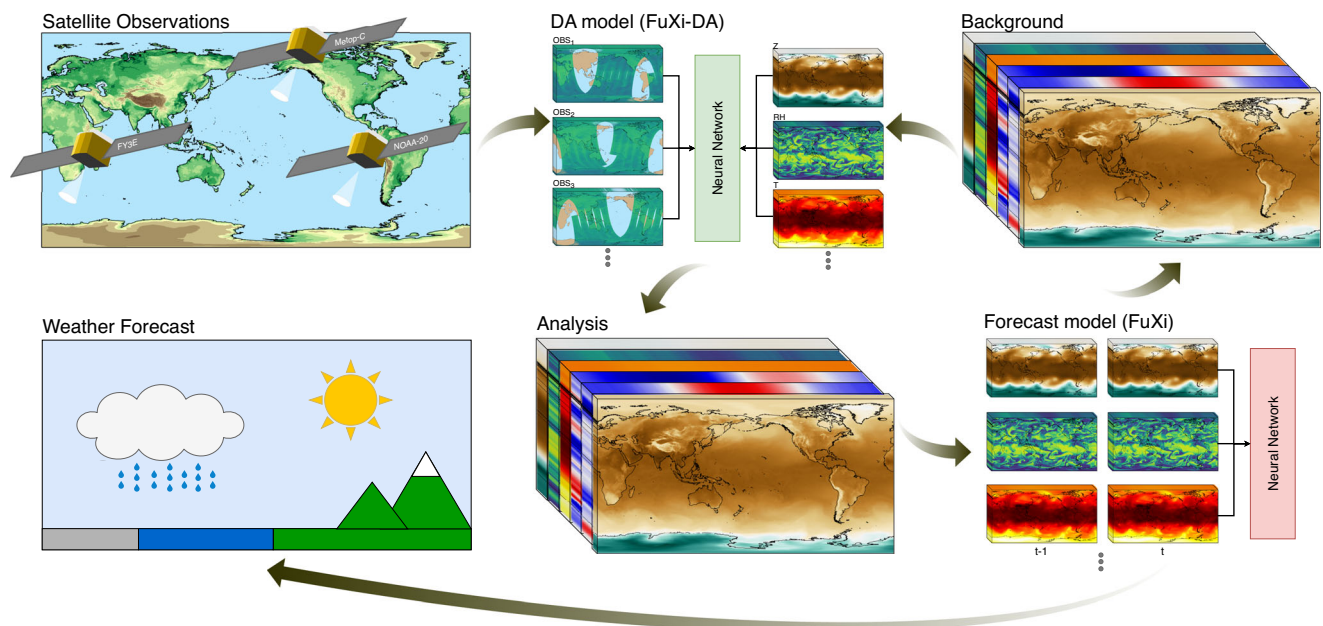 Satellite Observations
Metop-C
FY3E
NOAA-20
DA model (FuXi-DA)
OBS1
OBS2
OBS3
Neural Network
Z
RH
T
Background
Weather Forecast
Analysis
Forecast model (FuXi)
Neural Network
t-1
t